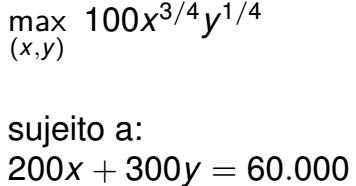 max 100x^{3/4}y^{1/4}
(x,y)
sujeito a:
200x + 300y = 60.000